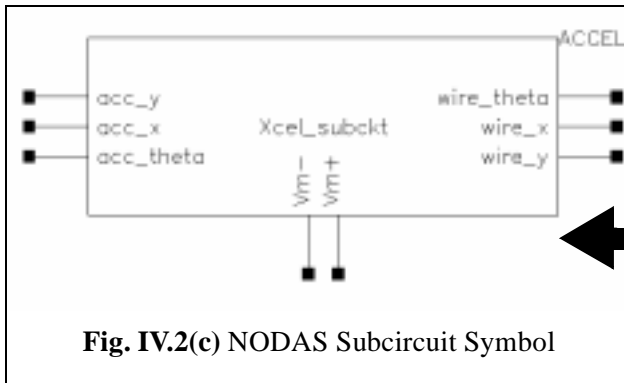 ACCEL
acc_y
acc_x
acc_theta
Xcel_subckt
wire_theta
wire_x
wire_y
Vm-
Vm+
Fig. IV.2(c) NODAS Subcircuit Symbol